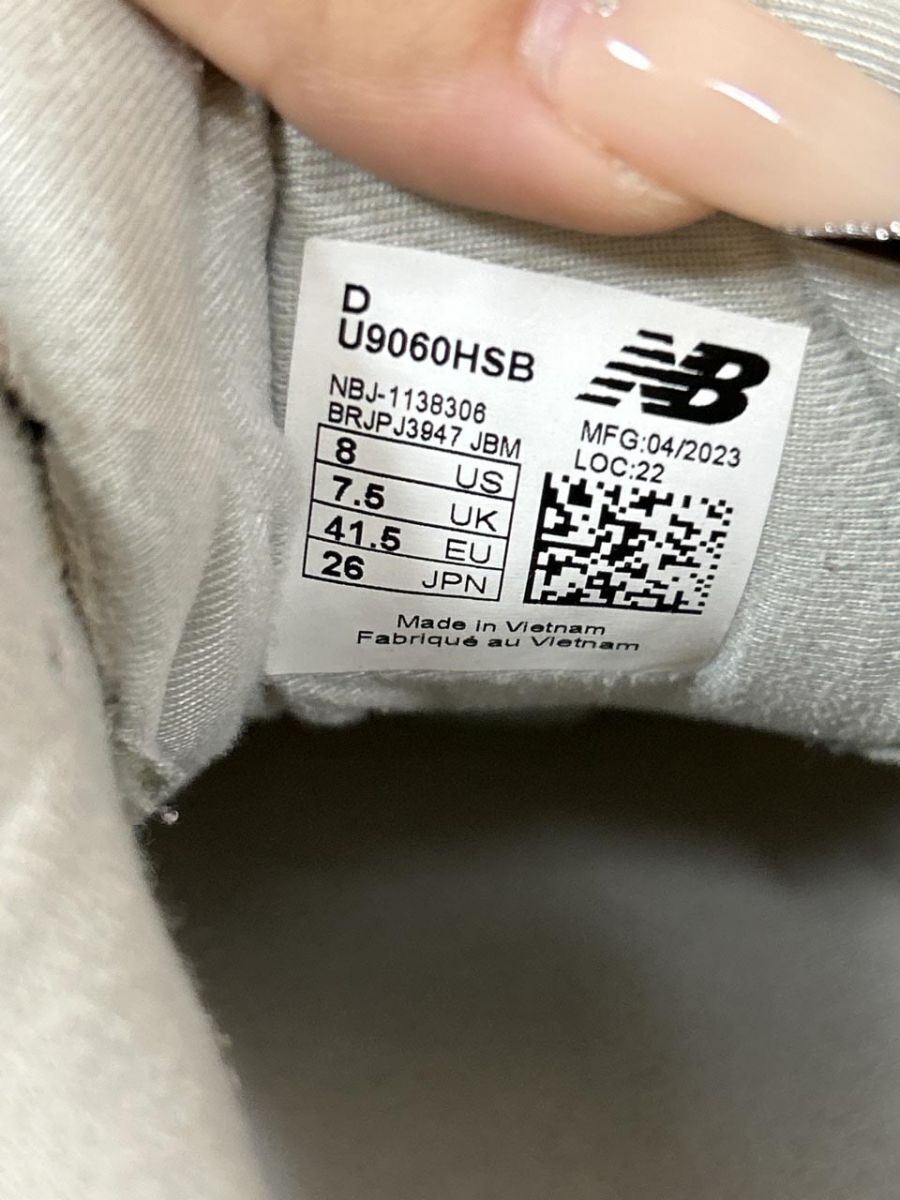 D
U9060HSB
NB
NBJ-1138306
BRJPJ3947 JBM
MFG:04/2023
LOC:22
8 US
7.5 UK
41.5 EU
26 JPN
Made in Vietnam
Fabriqué au Vietnam